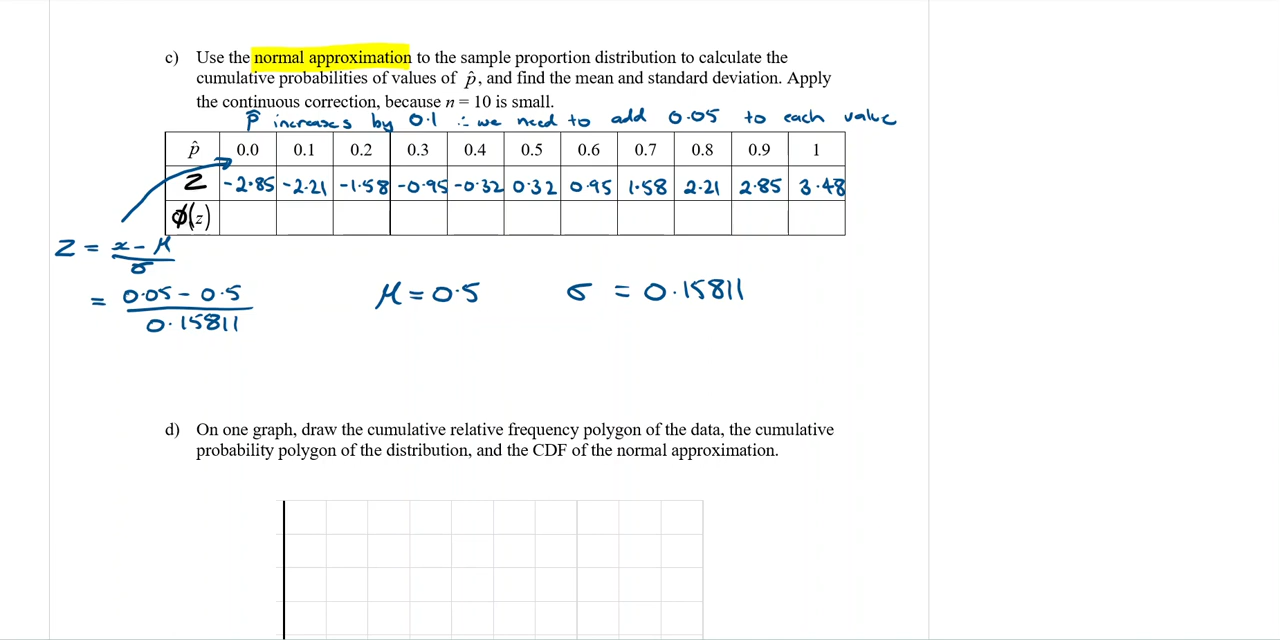 c) Use the normal approximation to the sample proportion distribution to calculate the
cumulative probabilities of values of p̂, and find the mean and standard deviation. Apply
the continuous correction, because n = 10 is small.
p̂ increases by 0.1 ∴ we need to add 0.05 to each value
p̂ 0.0 0.1 0.2 0.3 0.4 0.5 0.6 0.7 0.8 0.9 1
Z -2.85 -2.21 -1.58 -0.95 -0.32 0.32 0.95 1.58 2.21 2.85 3.48
Φ(z)
Z = x - μ / σ
= 0.05 - 0.5 / 0.15811
μ = 0.5 σ = 0.15811
d) On one graph, draw the cumulative relative frequency polygon of the data, the cumulative
probability polygon of the distribution, and the CDF of the normal approximation.